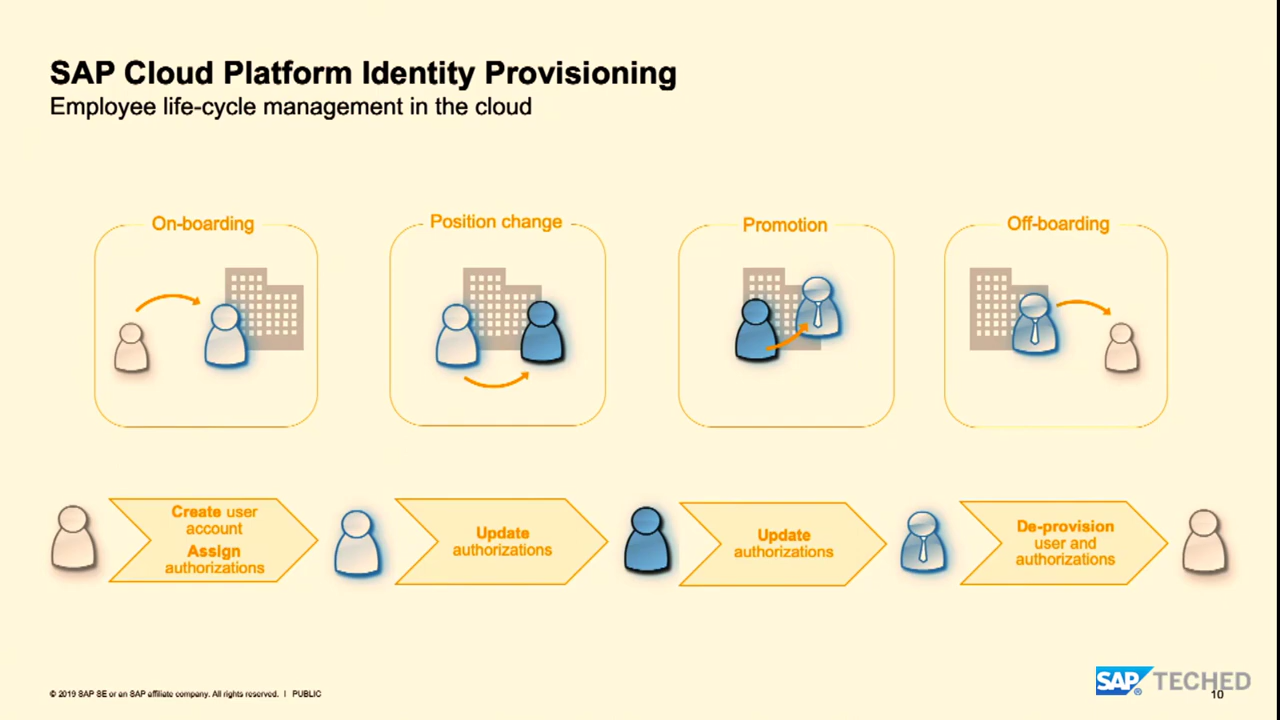 SAP Cloud Platform Identity Provisioning
Employee life-cycle management in the cloud
On-boarding
Position change
Promotion
Off-boarding
Create user
account
Assign
authorizations
Update
authorizations
Update
authorizations
De-provision
user and
authorizations
© 2019 SAP SE or an SAP affiliate company. All rights reserved. | PUBLIC
SAP® TECHED
10